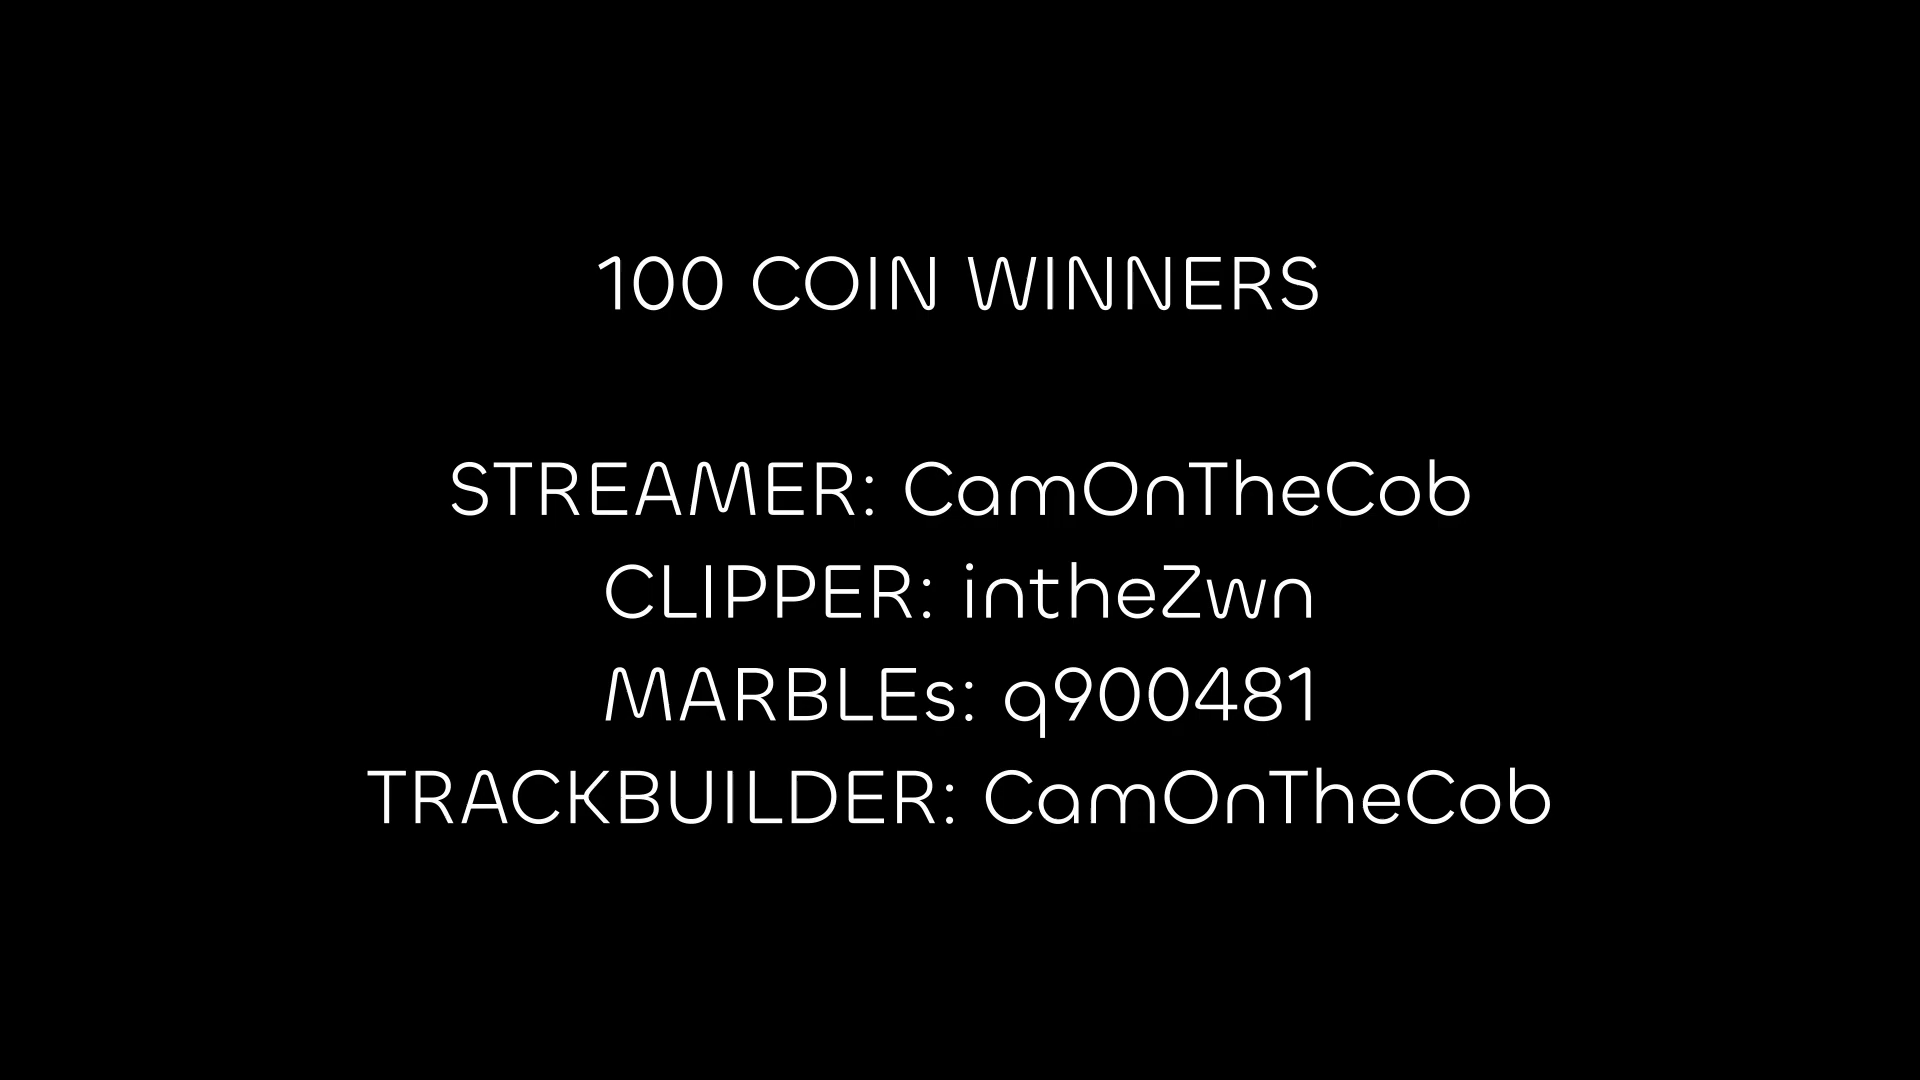 100 COIN WINNERS
STREAMER: CamOnTheCob
CLIPPER: intheZwn
MARBLEs: q900481
TRACKBUILDER: CamOnTheCob